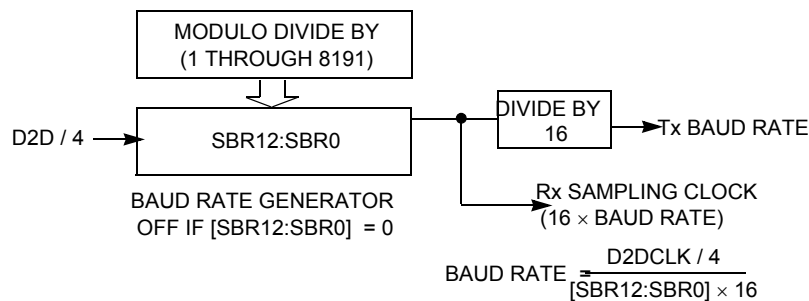 MODULO DIVIDE BY
(1 THROUGH 8191)
D2D / 4
SBR12:SBR0
DIVIDE BY
16
Tx BAUD RATE
BAUD RATE GENERATOR
OFF IF [SBR12:SBR0] = 0
Rx SAMPLING CLOCK
(16 × BAUD RATE)
BAUD RATE = D2DCLK / 4
[SBR12:SBR0] × 16